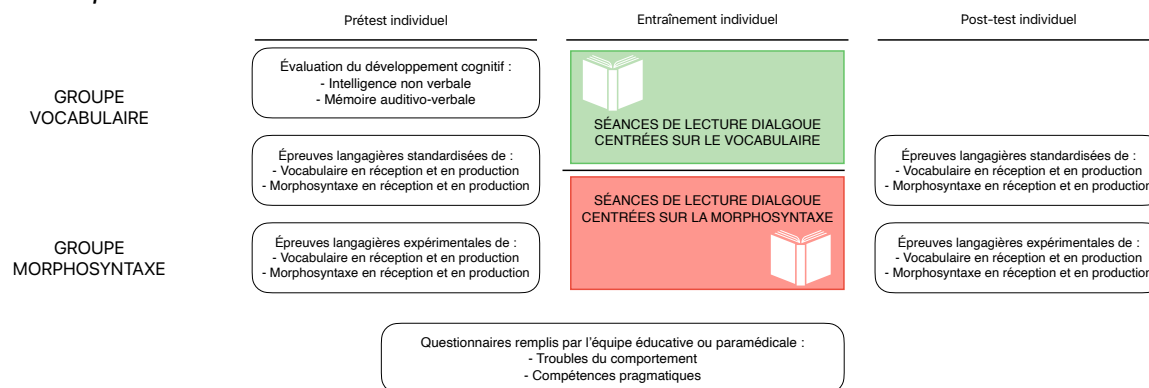 Prétest individuel
Entraînement individuel
Post-test individuel
GROUPE
VOCABULAIRE
Évaluation du développement cognitif :
- Intelligence non verbale
- Mémoire auditivo-verbale
SÉANCES DE LECTURE DIALGOUE
CENTRÉES SUR LE VOCABULAIRE
Épreuves langagières standardisées de :
- Vocabulaire en réception et en production
- Morphosyntaxe en réception et en production
Épreuves langagières standardisées de :
- Vocabulaire en réception et en production
- Morphosyntaxe en réception et en production
GROUPE
MORPHOSYNTAXE
Épreuves langagières expérimentales de :
- Vocabulaire en réception et en production
- Morphosyntaxe en réception et en production
SÉANCES DE LECTURE DIALGOUE
CENTRÉES SUR LA MORPHOSYNTAXE
Épreuves langagières expérimentales de :
- Vocabulaire en réception et en production
- Morphosyntaxe en réception et en production
Questionnaires remplis par l'équipe éducative ou paramédicale :
- Troubles du comportement
- Compétences pragmatiques